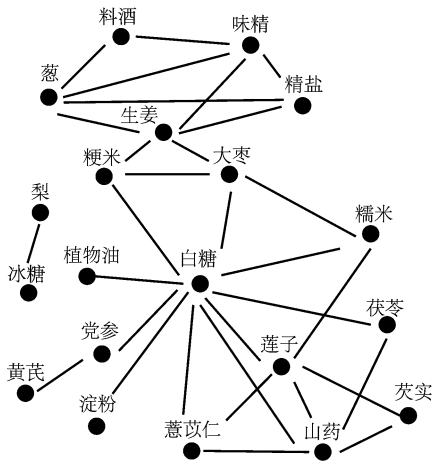 料酒
味精
葱
精盐
生姜
粳米
大枣
梨
糯米
植物油
白糖
冰糖
茯苓
党参
莲子
黄芪
淀粉
芡实
薏苡仁
山药